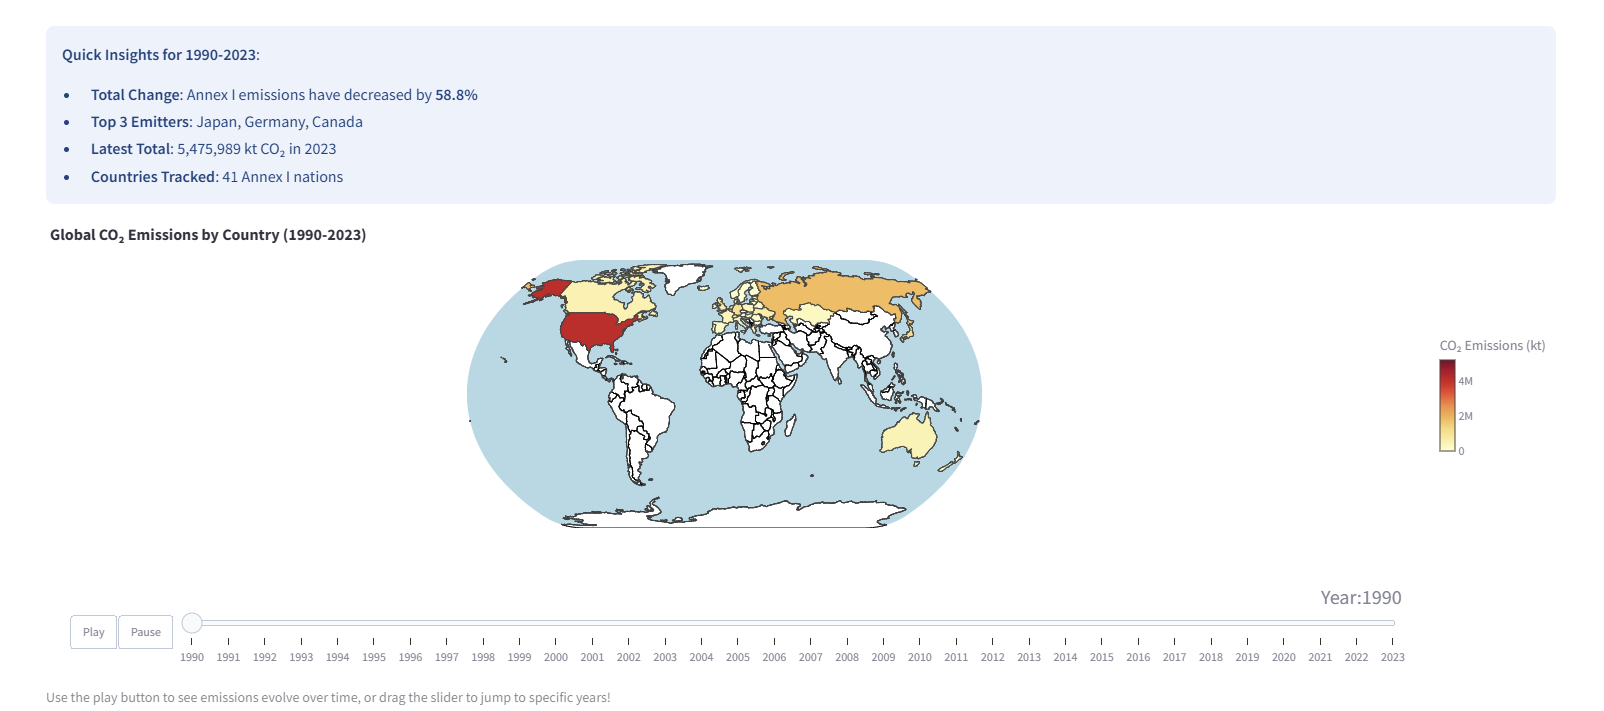 Quick Insights for 1990-2023:
• Total Change: Annex I emissions have decreased by 58.8%
• Top 3 Emitters: Japan, Germany, Canada
• Latest Total: 5,475,989 kt CO₂ in 2023
• Countries Tracked: 41 Annex I nations
Global CO₂ Emissions by Country (1990-2023)
CO₂ Emissions (kt)
4M
2M
0
Year:1990
Play Pause
1990 1991 1992 1993 1994 1995 1996 1997 1998 1999 2000 2001 2002 2003 2004 2005 2006 2007 2008 2009 2010 2011 2012 2013 2014 2015 2016 2017 2018 2019 2020 2021 2022 2023
Use the play button to see emissions evolve over time, or drag the slider to jump to specific years!